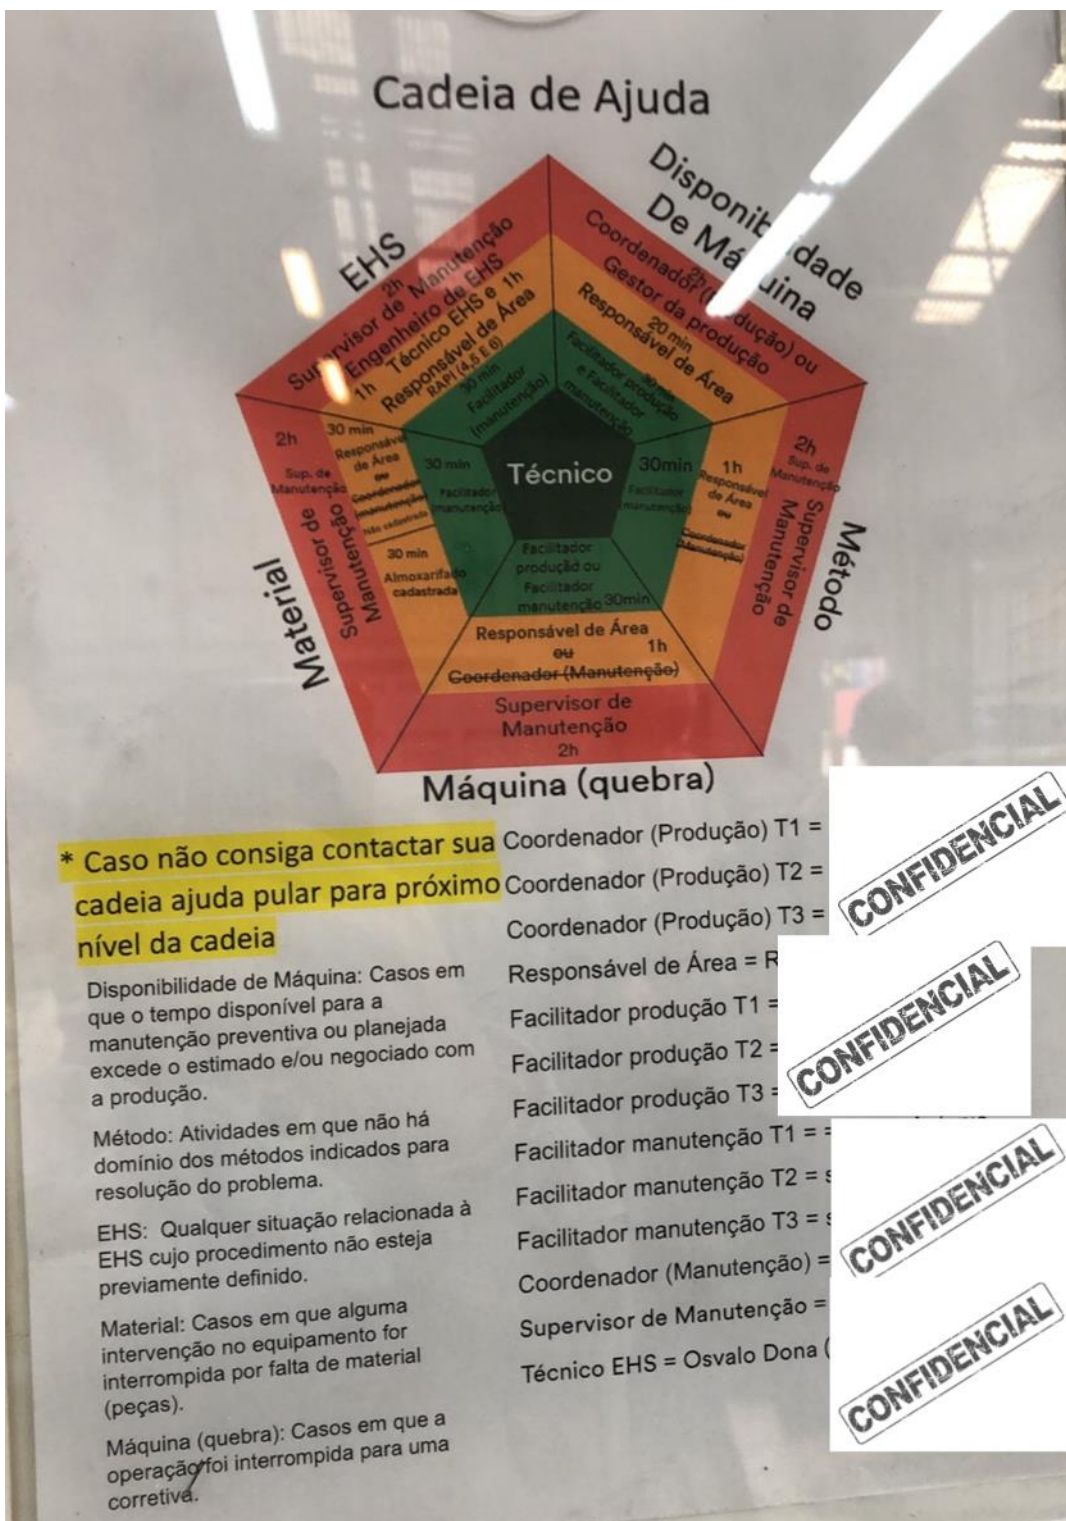 Cadeia de Ajuda
EHS
2h
Supervisor de Manutenção
Engenheiro de EHS
1h Técnico EHS e 1h
Responsável de Área
RAPI (4,5 E 6)
30 min
Facilitador
(manutenção)
Disponibilidade
De Máquina
2h
Coordenador (produção) ou
Gestor da produção
20 min
Responsável de Área
30 min
Facilitador produção
e Facilitador
manutenção
Técnico
Material
2h
Sup. de
Manutenção
Supervisor de
Manutenção
30 min
Responsável
de Área
ou
Coordenador
(manutenção)
Não cadastrada
30 min
Almoxarifado
cadastrada
30 min
Facilitador
(manutenção)
Método
30min
Facilitador
(manutenção)
1h
Responsável
de Área
ou
Coordenador
(Manutenção)
2h
Sup. de
Manutenção
Supervisor de
Manutenção
Facilitador
produção ou
Facilitador
manutenção 30min
Responsável de Área
ou 1h
Coordenador (Manutenção)
Supervisor de
Manutenção
2h
Máquina (quebra)
* Caso não consiga contactar sua
cadeia ajuda pular para próximo
nível da cadeia
Disponibilidade de Máquina: Casos em
que o tempo disponível para a
manutenção preventiva ou planejada
excede o estimado e/ou negociado com
a produção.
Método: Atividades em que não há
domínio dos métodos indicados para
resolução do problema.
EHS: Qualquer situação relacionada à
EHS cujo procedimento não esteja
previamente definido.
Material: Casos em que alguma
intervenção no equipamento for
interrompida por falta de material
(peças).
Máquina (quebra): Casos em que a
operação foi interrompida para uma
corretiva.
Coordenador (Produção) T1 =
Coordenador (Produção) T2 =
Coordenador (Produção) T3 =
Responsável de Área = R
Facilitador produção T1 =
Facilitador produção T2 =
Facilitador produção T3 =
Facilitador manutenção T1 = =
Facilitador manutenção T2 = s
Facilitador manutenção T3 = s
Coordenador (Manutenção) =
Supervisor de Manutenção =
Técnico EHS = Osvalo Dona (
CONFIDENCIAL
CONFIDENCIAL
CONFIDENCIAL
CONFIDENCIAL